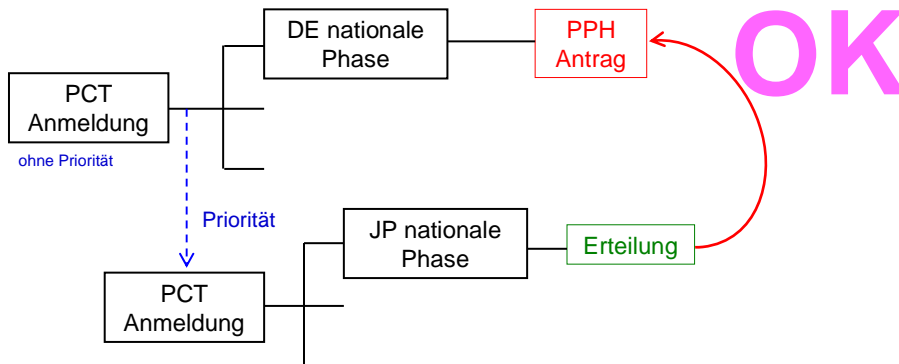 DE nationale
Phase
PPH
Antrag
OK
PCT
Anmeldung
ohne Priorität
Priorität
JP nationale
Phase
Erteilung
PCT
Anmeldung